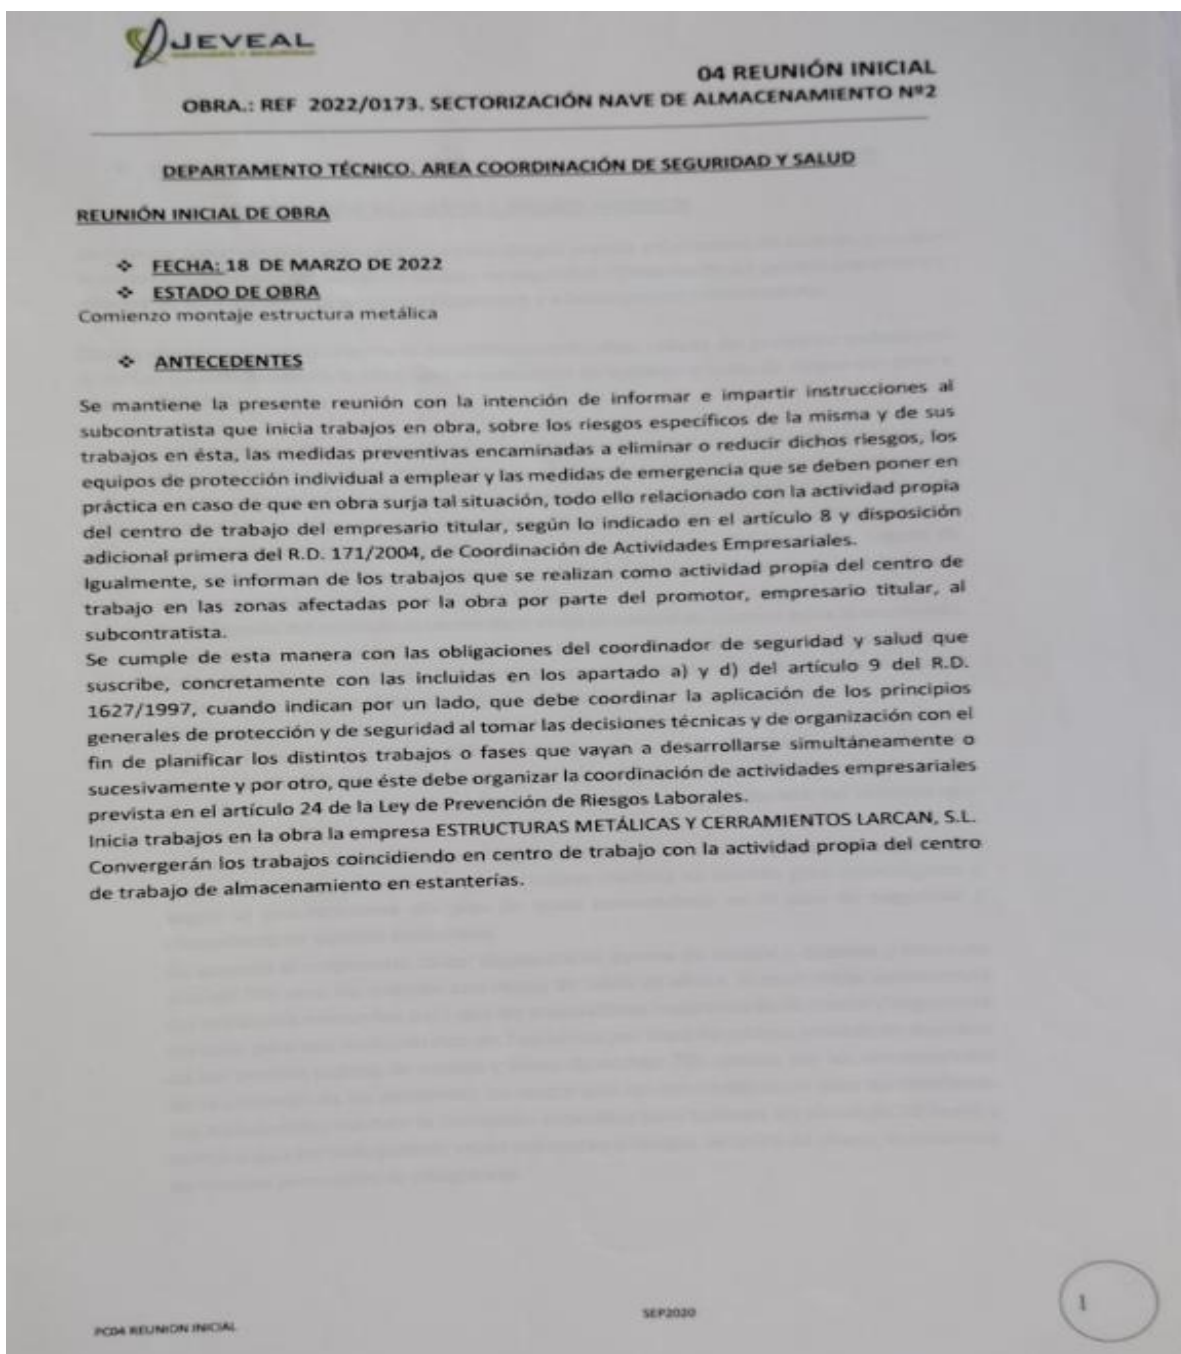 JEVEAL
04 REUNIÓN INICIAL
OBRA.: REF 2022/0173. SECTORIZACIÓN NAVE DE ALMACENAMIENTO Nº2
DEPARTAMENTO TÉCNICO. AREA COORDINACIÓN DE SEGURIDAD Y SALUD
REUNIÓN INICIAL DE OBRA
❖ FECHA: 18 DE MARZO DE 2022
❖ ESTADO DE OBRA
Comienzo montaje estructura metálica
❖ ANTECEDENTES
Se mantiene la presente reunión con la intención de informar e impartir instrucciones al
subcontratista que inicia trabajos en obra, sobre los riesgos específicos de la misma y de sus
trabajos en ésta, las medidas preventivas encaminadas a eliminar o reducir dichos riesgos, los
equipos de protección individual a emplear y las medidas de emergencia que se deben poner en
práctica en caso de que en obra surja tal situación, todo ello relacionado con la actividad propia
del centro de trabajo del empresario titular, según lo indicado en el artículo 8 y disposición
adicional primera del R.D. 171/2004, de Coordinación de Actividades Empresariales.
Igualmente, se informan de los trabajos que se realizan como actividad propia del centro de
trabajo en las zonas afectadas por la obra por parte del promotor, empresario titular, al
subcontratista.
Se cumple de esta manera con las obligaciones del coordinador de seguridad y salud que
suscribe, concretamente con las incluidas en los apartado a) y d) del artículo 9 del R.D.
1627/1997, cuando indican por un lado, que debe coordinar la aplicación de los principios
generales de protección y de seguridad al tomar las decisiones técnicas y de organización con el
fin de planificar los distintos trabajos o fases que vayan a desarrollarse simultáneamente o
sucesivamente y por otro, que éste debe organizar la coordinación de actividades empresariales
prevista en el artículo 24 de la Ley de Prevención de Riesgos Laborales.
Inicia trabajos en la obra la empresa ESTRUCTURAS METÁLICAS Y CERRAMIENTOS LARCAN, S.L.
Convergerán los trabajos coincidiendo en centro de trabajo con la actividad propia del centro
de trabajo de almacenamiento en estanterías.
PC04 REUNION INICIAL
SEP2020
1